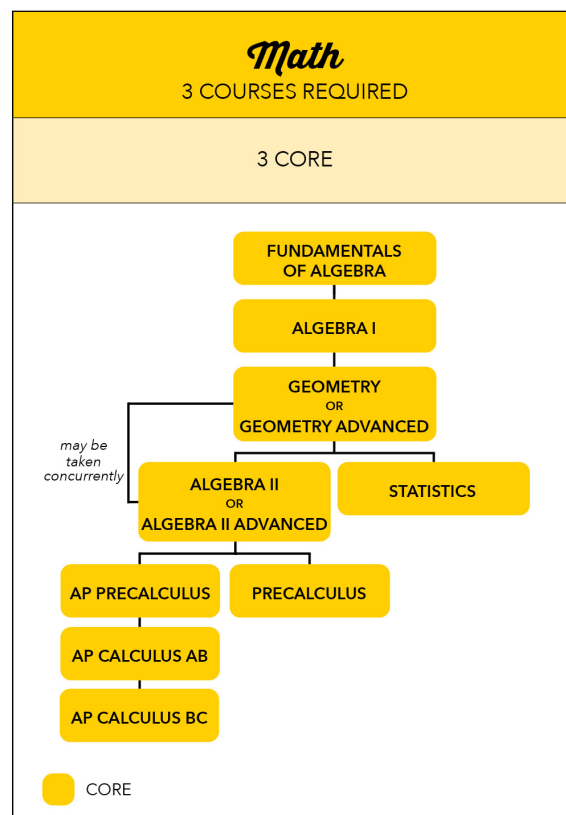 Math
3 COURSES REQUIRED
3 CORE
FUNDAMENTALS
OF ALGEBRA
ALGEBRA I
GEOMETRY
OR
GEOMETRY ADVANCED
may be
taken
concurrently
ALGEBRA II
OR
ALGEBRA II ADVANCED
STATISTICS
AP PRECALCULUS
PRECALCULUS
AP CALCULUS AB
AP CALCULUS BC
CORE